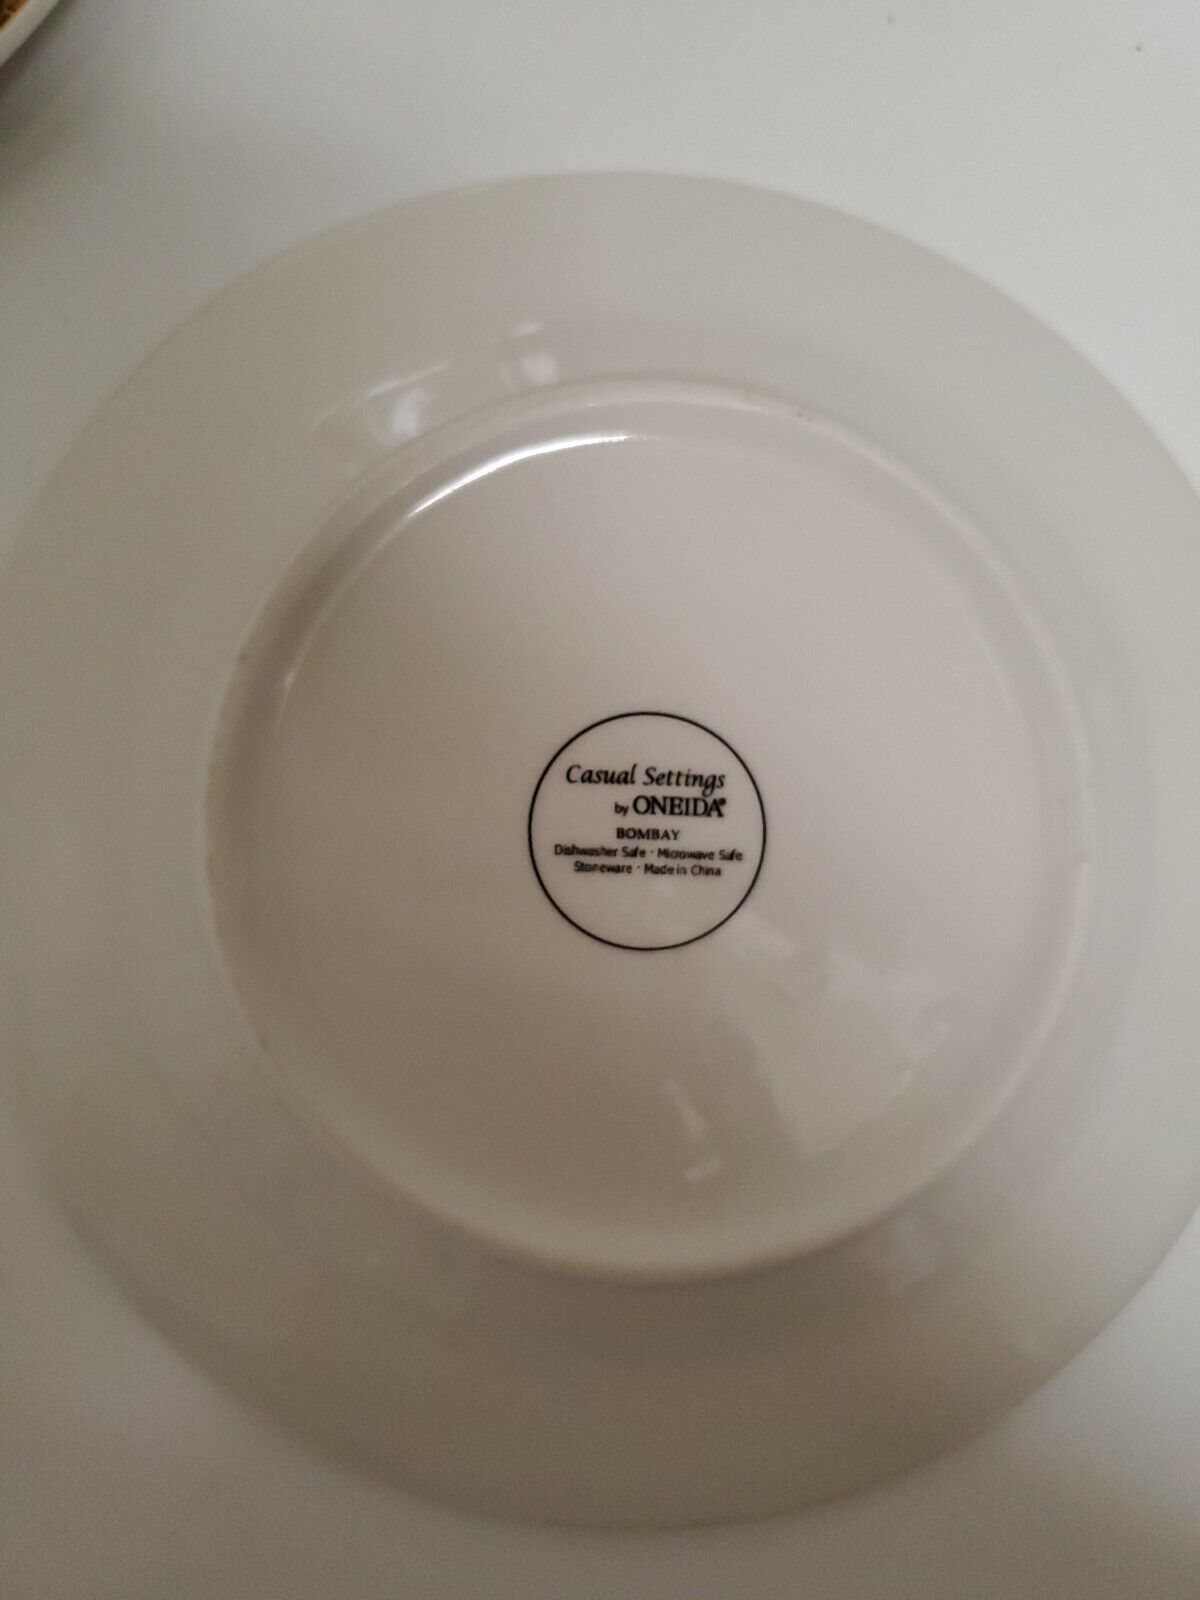 Casual Settings
by ONEIDA®
BOMBAY
Dishwasher Safe · Microwave Safe
Stoneware · Made in China